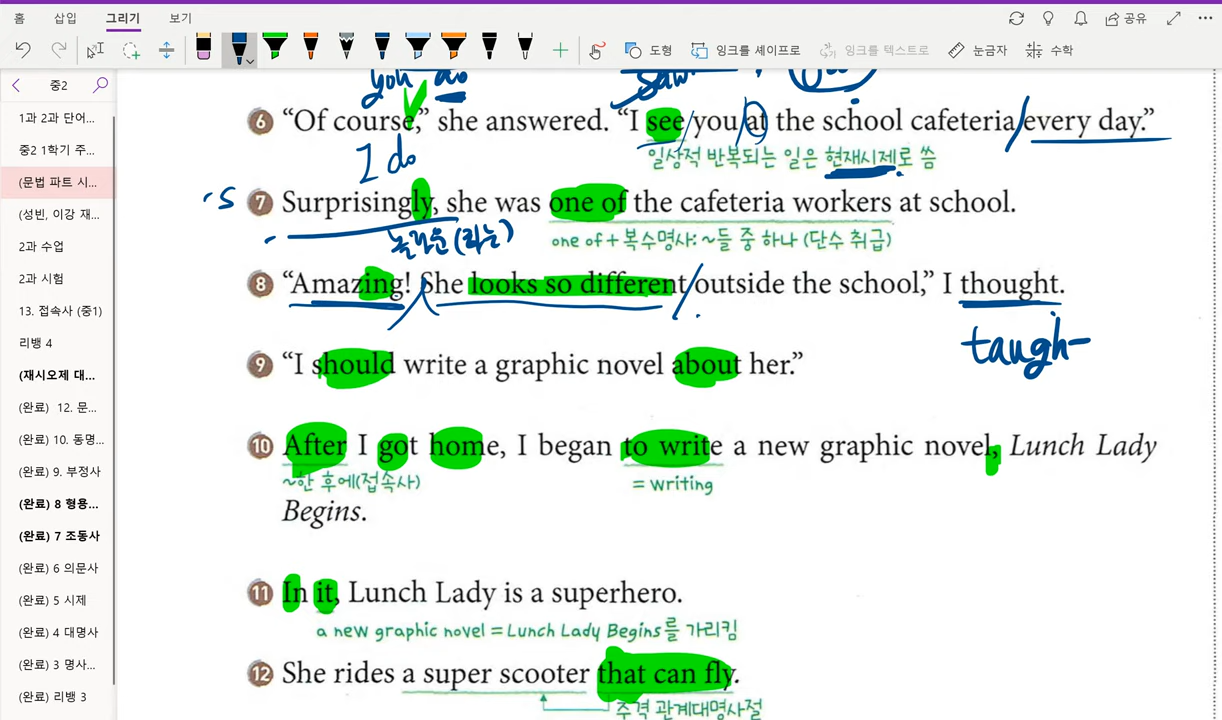 홈 삽입 그리기 보기 공유
도형 잉크를 셰이프로 잉크를 텍스트로 눈금자 수학
중2
1과 2과 단어...
중2 1학기 주...
(문법 파트 시...
(성빈, 이강 재...
2과 수업
2과 시험
13. 접속사 (중1)
리뱅 4
(재시오제 대...
(완료) 12. 문...
(완료) 10. 동명...
(완료) 9. 부정사
(완료) 8 형용...
(완료) 7 조동사
(완료) 6 의문사
(완료) 5 시제
(완료) 4 대명사
(완료) 3 명사...
(완료) 리뱅 3
you do saw
6 “Of course,” she answered. “I see you at the school cafeteria every day.”
I do
일상적 반복되는 일은 현재시제로 씀
-s
7 Surprisingly, she was one of the cafeteria workers at school.
one of + 복수명사: ~들 중 하나 (단수 취급)
8 “Amazing! She looks so different outside the school,” I thought.
taugh
9 “I should write a graphic novel about her.”
10 After I got home, I began to write a new graphic novel, Lunch Lady
~한 후에(접속사) = writing
Begins.
11 In it, Lunch Lady is a superhero.
a new graphic novel = Lunch Lady Begins를 가리킴
12 She rides a super scooter that can fly.
주격 관계대명사절